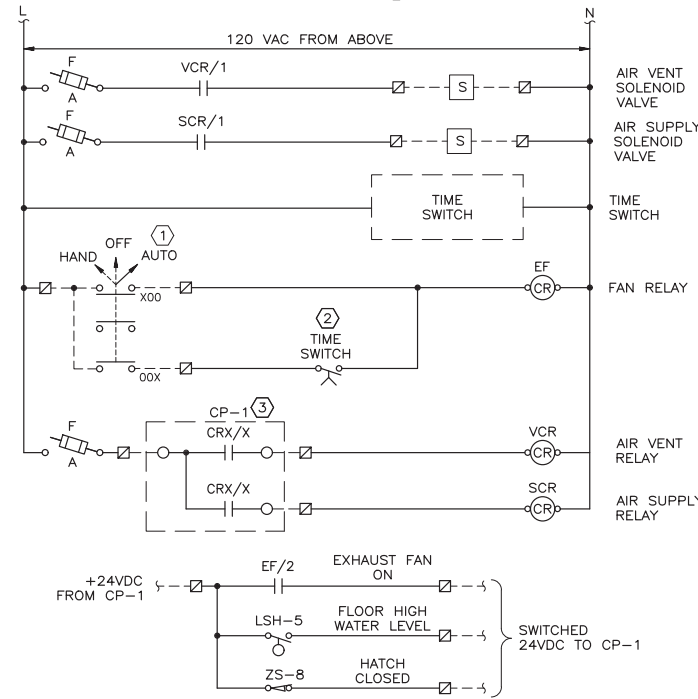 L
N
120 VAC FROM ABOVE
F
A
VCR/1
S
AIR VENT
SOLENOID
VALVE
F
A
SCR/1
S
AIR SUPPLY
SOLENOID
VALVE
TIME
SWITCH
TIME
SWITCH
HAND
OFF
AUTO
1
XOO
EF
CR
FAN RELAY
2
TIME
SWITCH
OOX
F
A
CP-1
3
CRX/X
VCR
CR
AIR VENT
RELAY
CRX/X
SCR
CR
AIR SUPPLY
RELAY
+24VDC
FROM CP-1
EF/2
EXHAUST FAN
ON
LSH-5
FLOOR HIGH
WATER LEVEL
ZS-8
HATCH
CLOSED
SWITCHED
24VDC TO CP-1